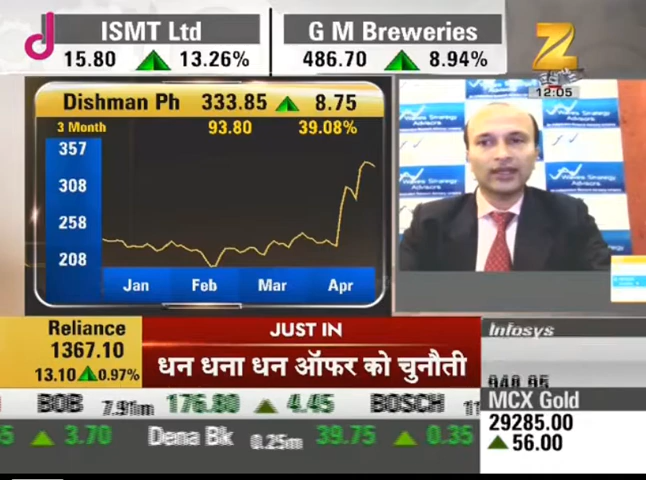 ISMT Ltd
15.80 13.26%
G M Breweries
486.70 8.94%
12:05
Dishman Ph 333.85 8.75
3 Month 93.80 39.08%
357
308
258
208
Jan Feb Mar Apr
Waves Strategy
Advisors
Reliance
1367.10
13.10 0.97%
JUST IN
धन धना धन ऑफर को चुनौती
Infosys
MCX Gold
29285.00
56.00
BOB 7.91m 176.80 4.45 BOSCH
3.70 Dena Bk 0.25m 39.75 0.35